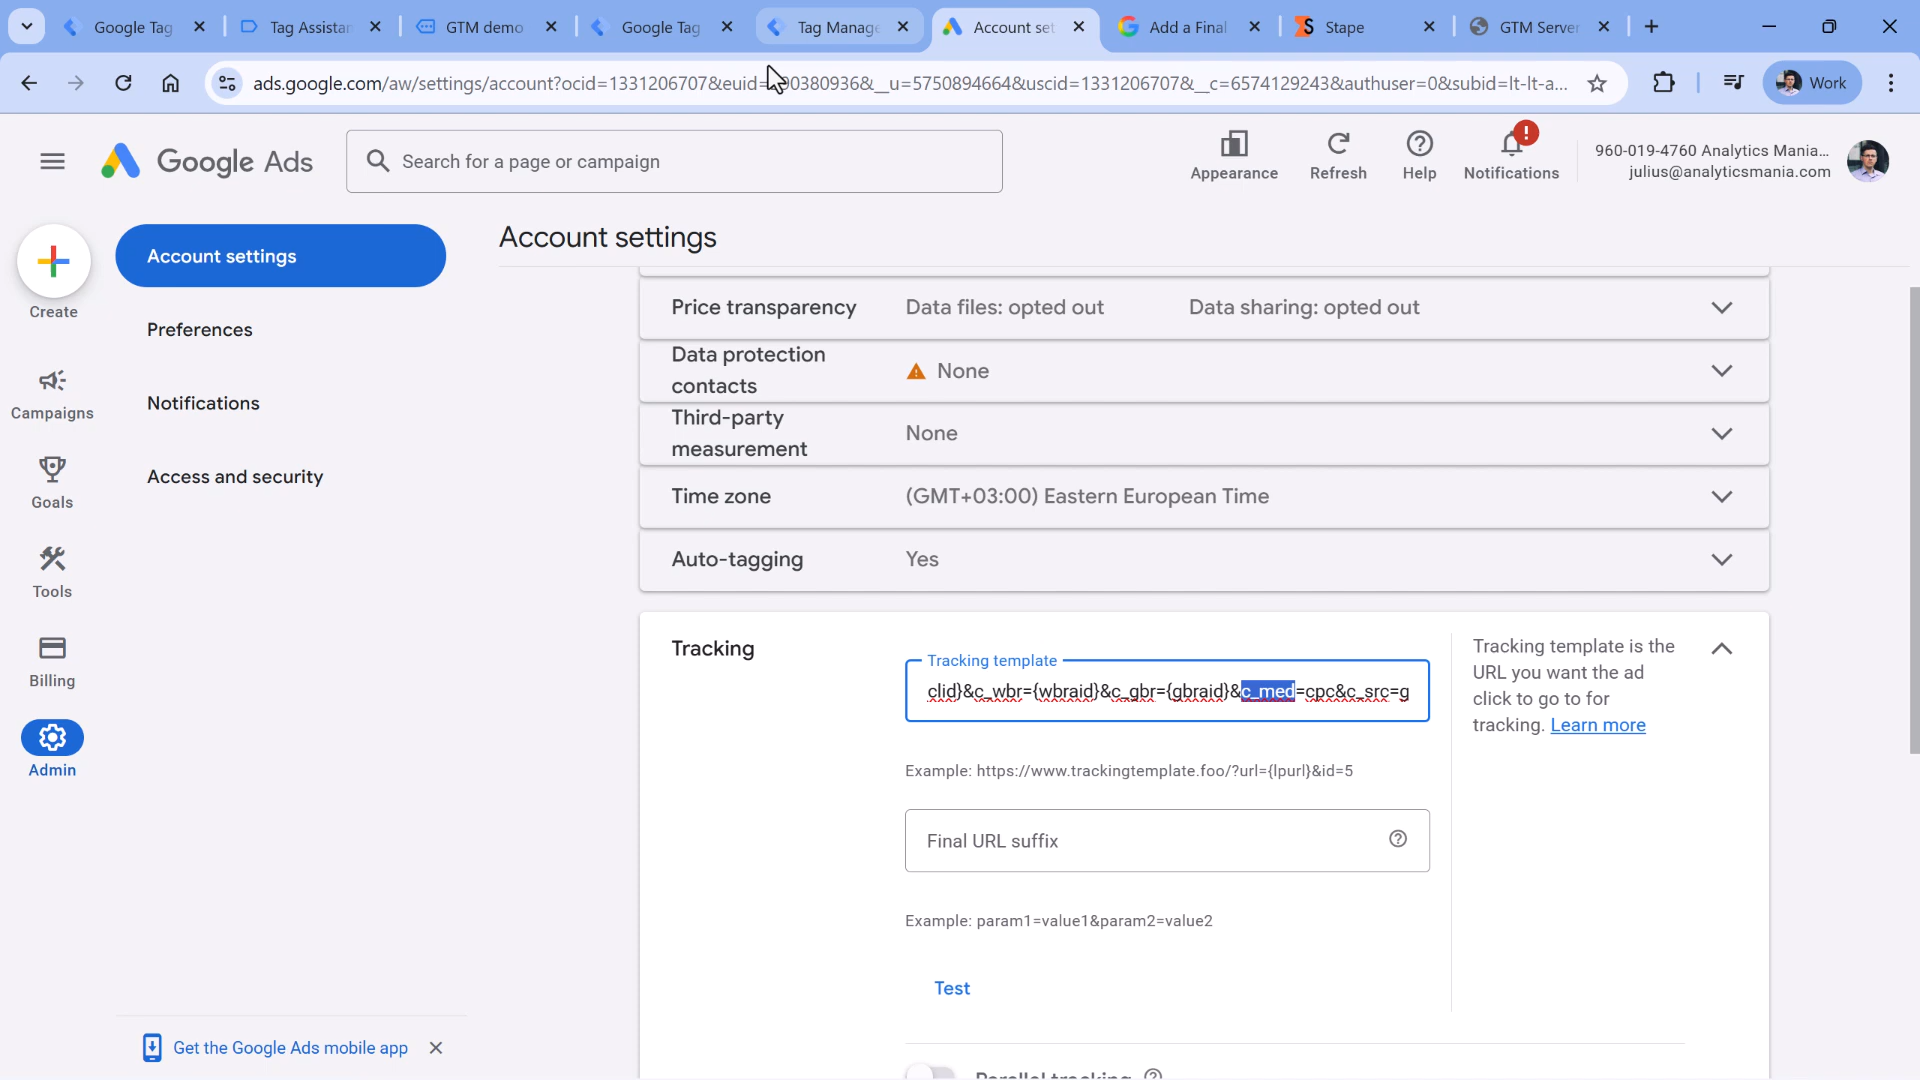 Google Tag
Tag Assistan
GTM demo
Google Tag
Tag Manage
Account set
Add a Final
Stape
GTM Server
ads.google.com/aw/settings/account?ocid=1331206707&euid= 90380936&__u=5750894664&uscid=1331206707&__c=6574129243&authuser=0&subid=lt-lt-a...
Work
Google Ads
Search for a page or campaign
Appearance
Refresh
Help
Notifications
960-019-4760 Analytics Mania...
julius@analyticsmania.com
Create
Campaigns
Goals
Tools
Billing
Admin
Account settings
Preferences
Notifications
Access and security
Get the Google Ads mobile app
Account settings
Price transparency Data files: opted out Data sharing: opted out
Data protection
contacts
None
Third-party
measurement
None
Time zone (GMT+03:00) Eastern European Time
Auto-tagging Yes
Tracking
Tracking template
clid}&c_wbr={wbraid}&c_gbr={gbraid}&c_med=cpc&c_src=g
Example: https://www.trackingtemplate.foo/?url={lpurl}&id=5
Final URL suffix
Example: param1=value1&param2=value2
Test
Parallel tracking
Tracking template is the
URL you want the ad
click to go to for
tracking. Learn more